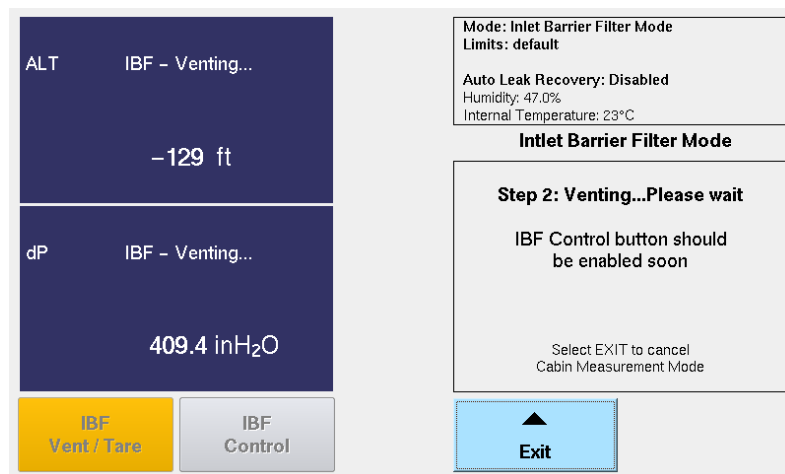 ALT IBF – Venting...
–129 ft
dP IBF – Venting...
409.4 inH₂O
IBF
Vent / Tare
IBF
Control
Mode: Inlet Barrier Filter Mode
Limits: default
Auto Leak Recovery: Disabled
Humidity: 47.0%
Internal Temperature: 23°C
Intlet Barrier Filter Mode
Step 2: Venting...Please wait
IBF Control button should
be enabled soon
Select EXIT to cancel
Cabin Measurement Mode
Exit